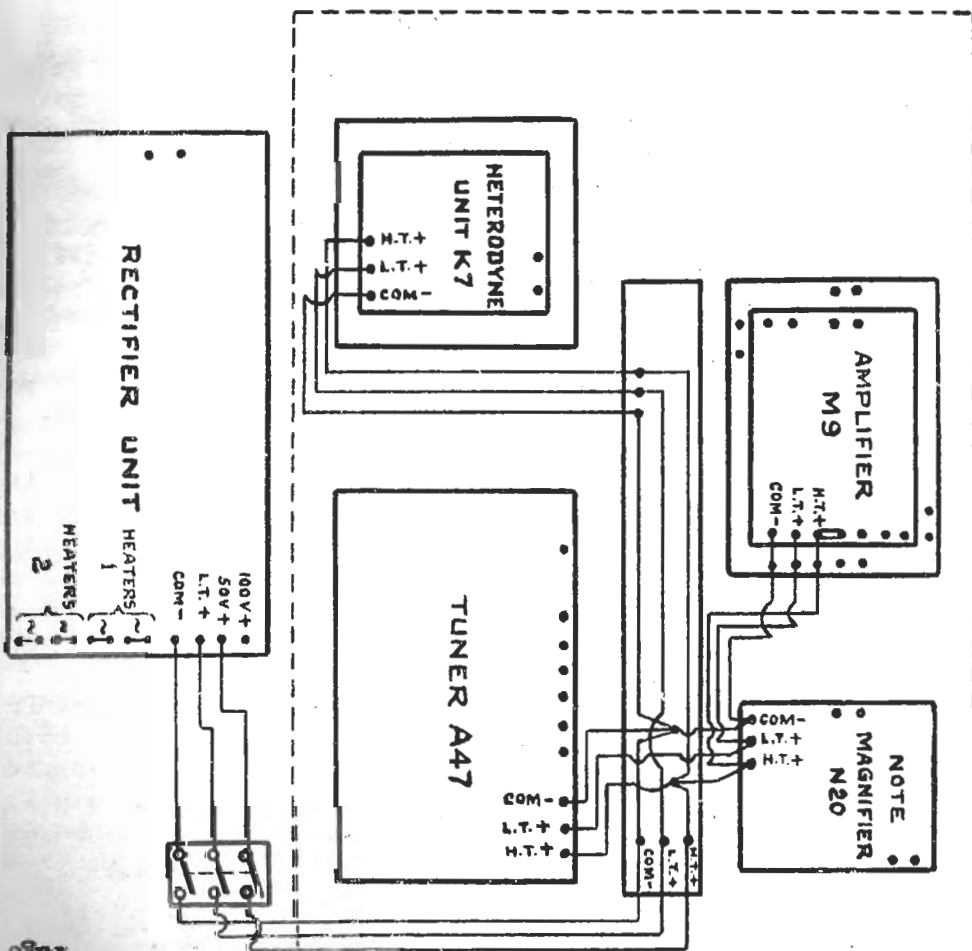 HETERODYNE
UNIT K7
H.T.+
L.T.+
COM-
AMPLIFIER
M9
H.T.+
L.T.+
COM-
RECTIFIER UNIT
100V+
50V+
L.T.+
COM-
HEATERS
1
~
~
HEATERS
2
~
~
TUNER A47
COM-
L.T.+
H.T.+
NOTE
MAGNIFIER
N20
COM-
L.T.+
H.T.+
H.T.+
L.T.+
COM-